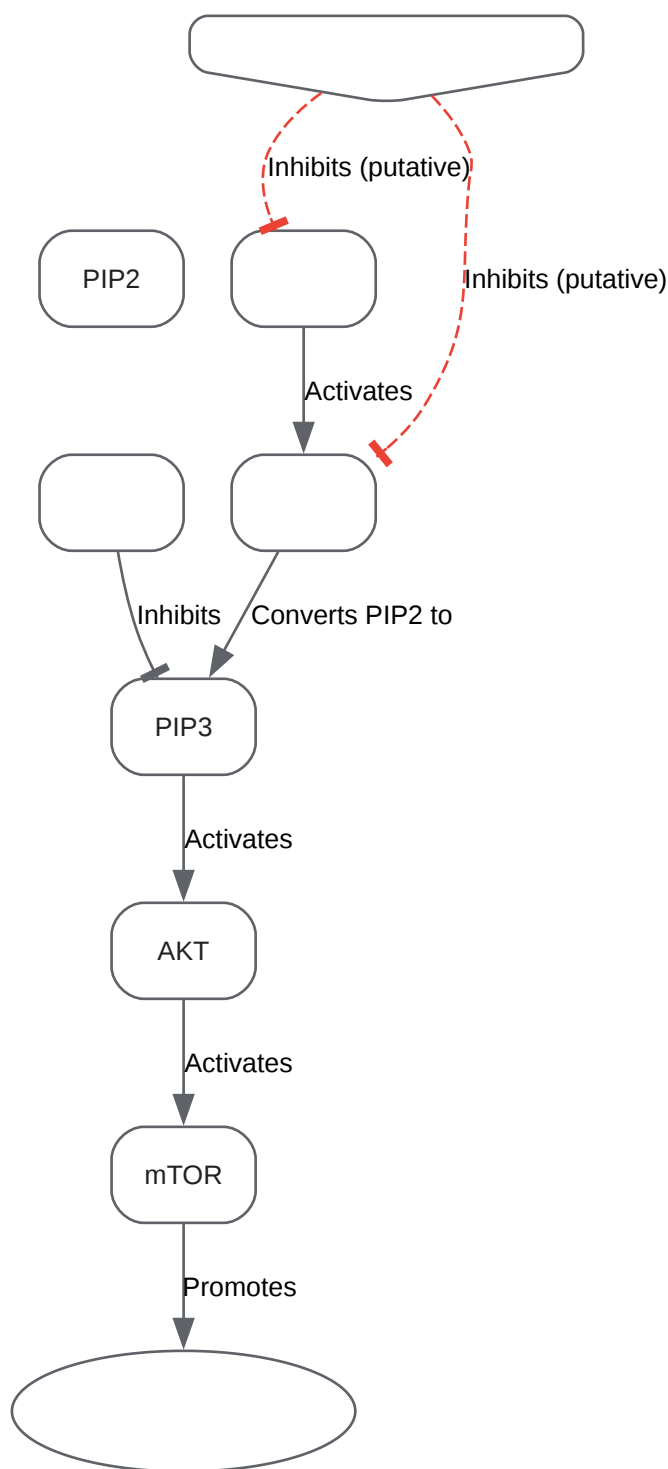 Inhibits (putative)
PIP2
Inhibits (putative)
Activates
Inhibits
Converts PIP2 to
PIP3
Activates
AKT
Activates
mTOR
Promotes